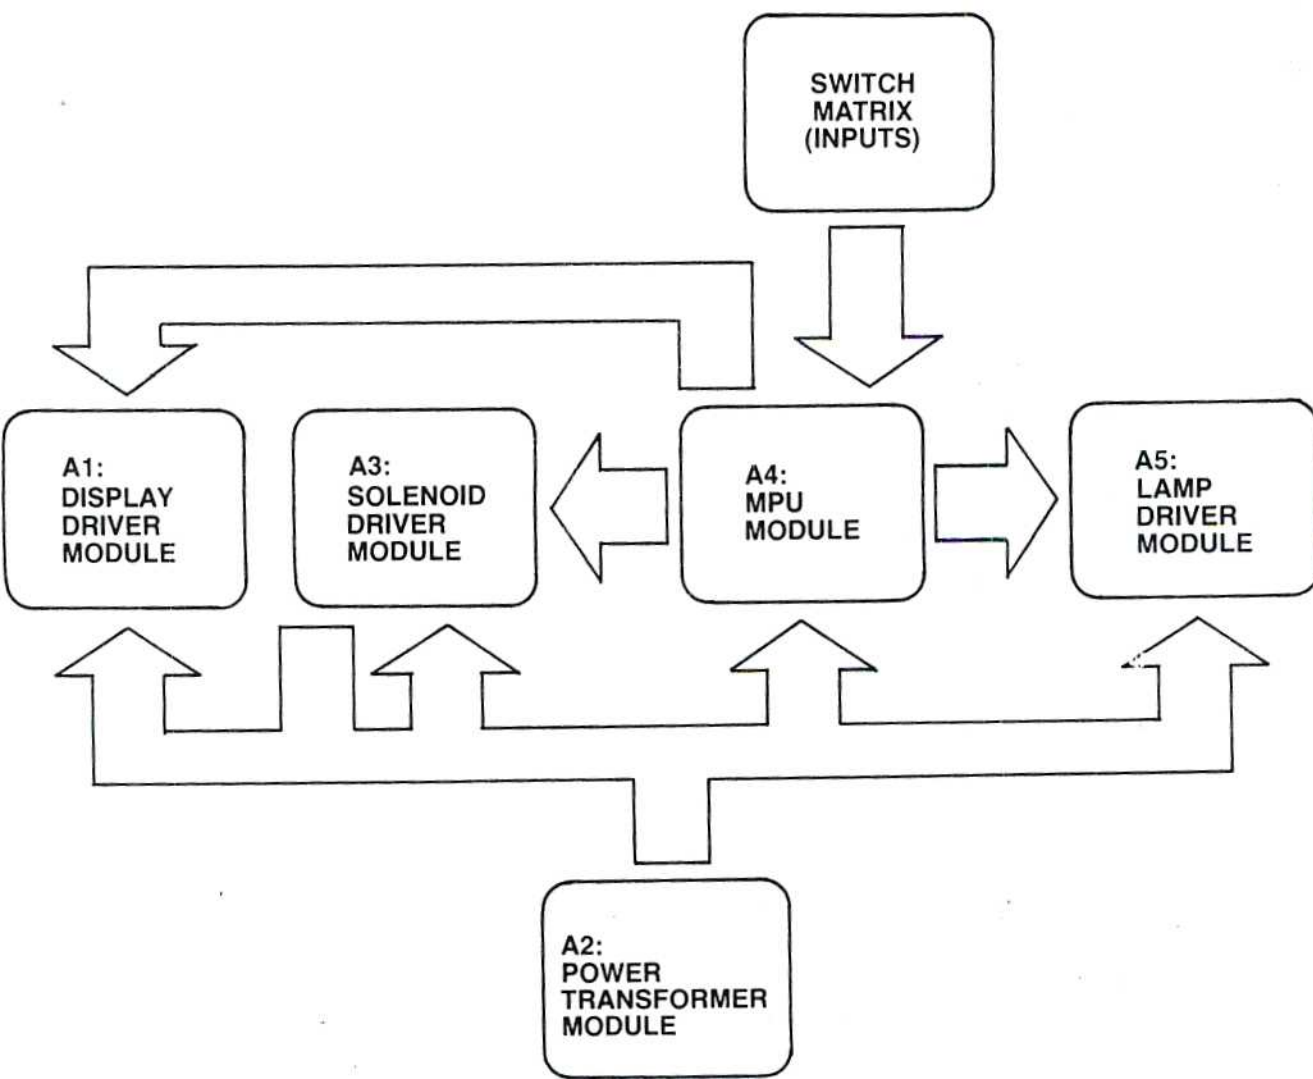 SWITCH
MATRIX
(INPUTS)
A1:
DISPLAY
DRIVER
MODULE
A3:
SOLENOID
DRIVER
MODULE
A4:
MPU
MODULE
A5:
LAMP
DRIVER
MODULE
A2:
POWER
TRANSFORMER
MODULE